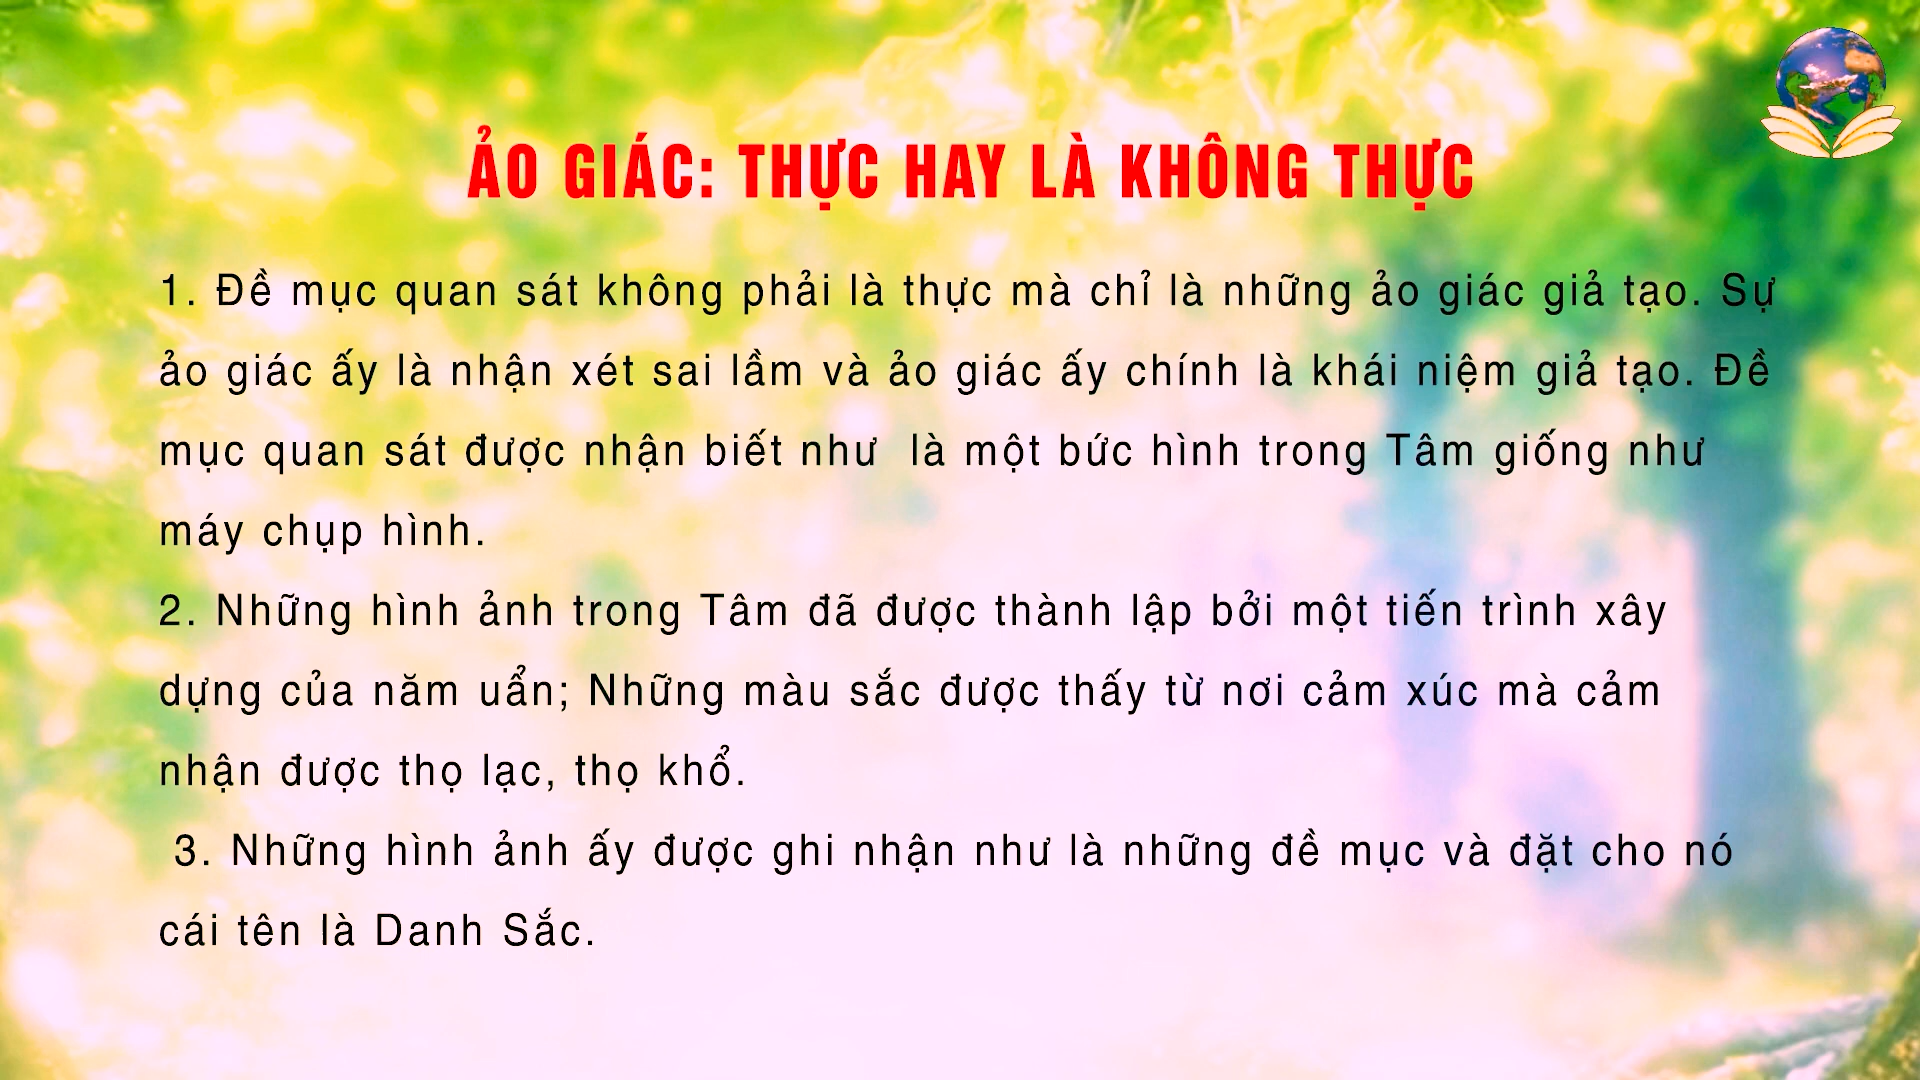 ẢO GIÁC: THỰC HAY LÀ KHÔNG THỰC
1. Đề mục quan sát không phải là thực mà chỉ là những ảo giác giả tạo. Sự
ảo giác ấy là nhận xét sai lầm và ảo giác ấy chính là khái niệm giả tạo. Đề
mục quan sát được nhận biết như  là một bức hình trong Tâm giống như
máy chụp hình.
2. Những hình ảnh trong Tâm đã được thành lập bởi một tiến trình xây
dựng của năm uẩn; Những màu sắc được thấy từ nơi cảm xúc mà cảm
nhận được thọ lạc, thọ khổ.
3. Những hình ảnh ấy được ghi nhận như là những đề mục và đặt cho nó
cái tên là Danh Sắc.